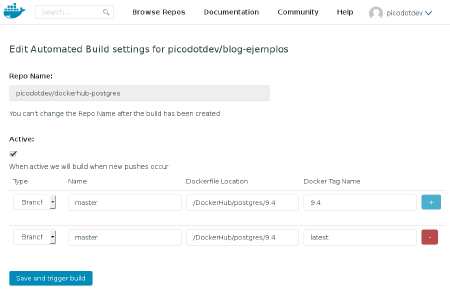 Search...
Browse Repos Documentation Community Help picodotdev
Edit Automated Build settings for picodotdev/blog-ejemplos
Repo Name:
picodotdev/dockerhub-postgres
You can't change the Repo Name after the build has been created
Active:
When active we will build when new pushes occur
Type Name Dockerfile Location Docker Tag Name
Branch master /DockerHub/postgres/9.4 9.4 +
Branch master /DockerHub/postgres/9.4 latest -
Save and trigger build